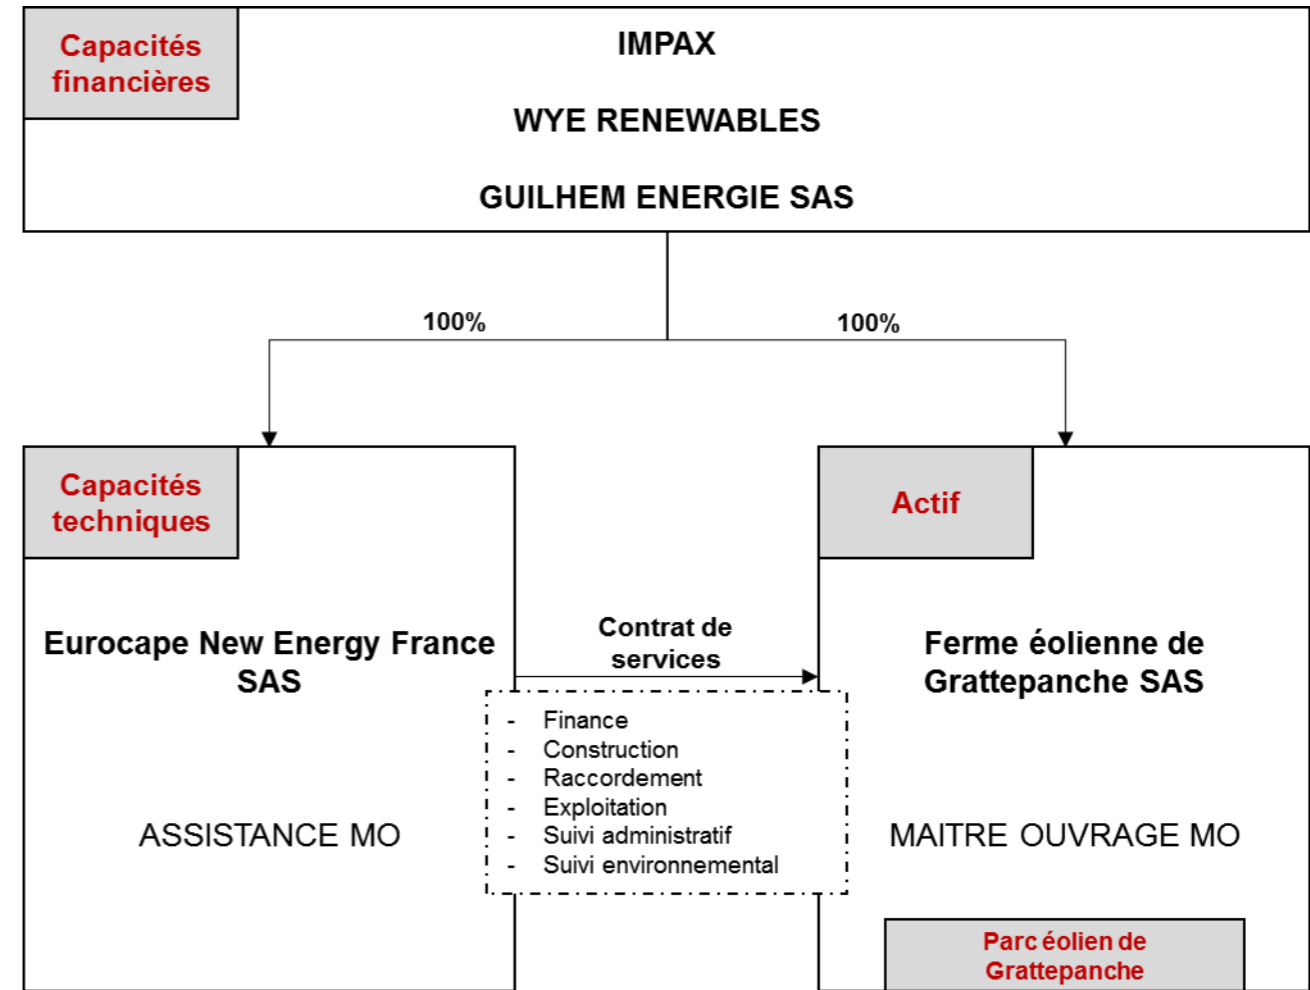 Capacités
financières
IMPAX
WYE RENEWABLES
GUILHEM ENERGIE SAS
100%
100%
Capacités
techniques
Eurocape New Energy France
SAS
ASSISTANCE MO
Contrat de
services
- Finance
- Construction
- Raccordement
- Exploitation
- Suivi administratif
- Suivi environnemental
Actif
Ferme éolienne de
Grattepanche SAS
MAITRE OUVRAGE MO
Parc éolien de
Grattepanche